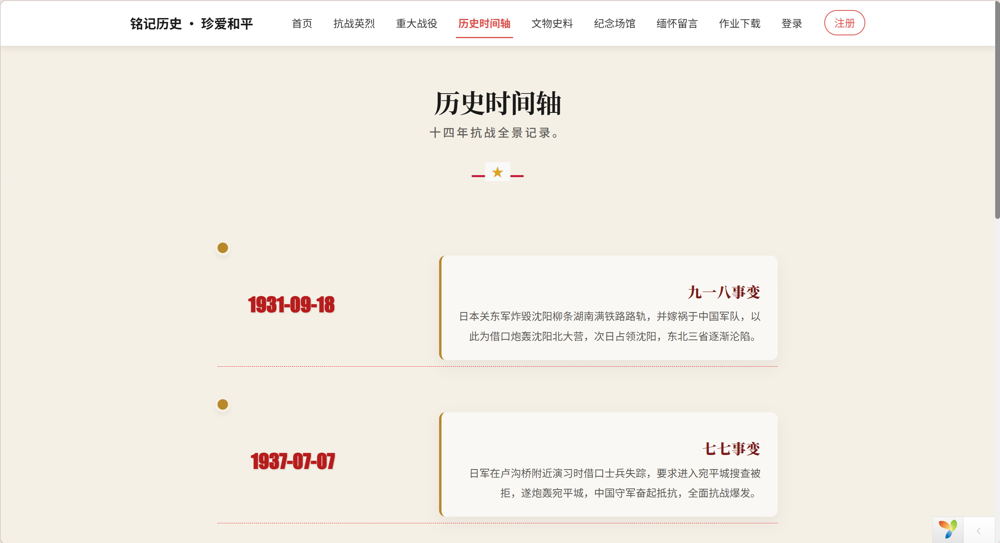 铭记历史 · 珍爱和平
首页 抗战英烈 重大战役 历史时间轴 文物史料 纪念场馆 缅怀留言 作业下载 登录 注册
历史时间轴
十四年抗战全景记录。
1931-09-18
九一八事变
日本关东军炸毁沈阳柳条湖南满铁路路轨，并嫁祸于中国军队，以
此为借口炮轰沈阳北大营，次日占领沈阳，东北三省逐渐沦陷。
1937-07-07
七七事变
日军在卢沟桥附近演习时借口士兵失踪，要求进入宛平城搜查被
拒，遂炮轰宛平城，中国守军奋起抵抗，全面抗战爆发。